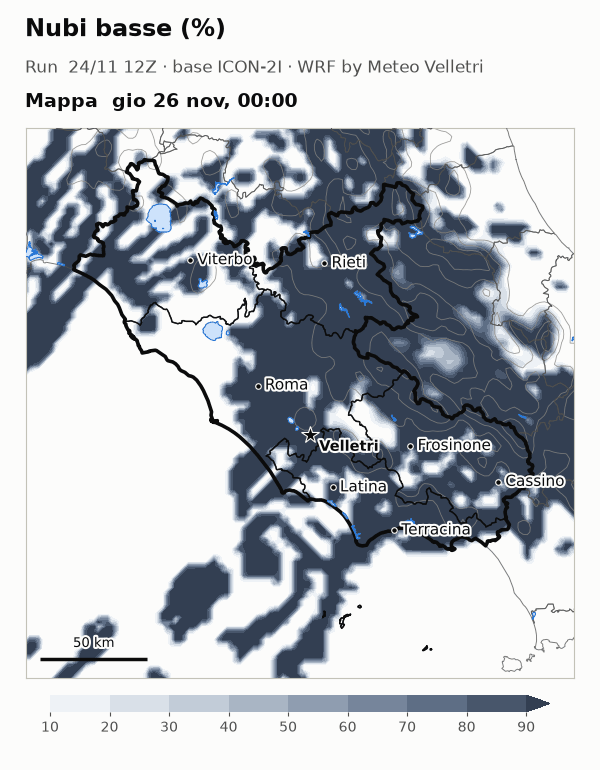 Nubi basse (%)
Run  24/11 12Z · base ICON-2I · WRF by Meteo Velletri
Mappa  gio 26 nov, 00:00
Viterbo
Rieti
Roma
Velletri
Frosinone
Latina
Cassino
Terracina
50 km
10 20 30 40 50 60 70 80 90